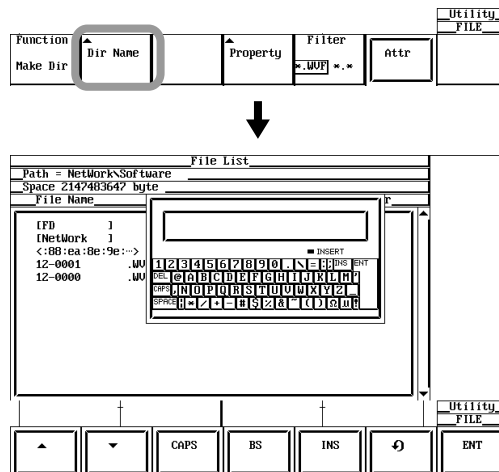 Utility
FILE
Function
Make Dir
Dir Name
Property
Filter
*.WVF *.*
Attr
File List
Path = NetWork\Software
Space 2147483647 byte
File Name
r
[FD ]
[NetWork ]
<:88:ea:8e:9e:…>
12-0001 .WV
12-0000 .WU
INSERT
1 2 3 4 5 6 7 8 9 0 . \ = : ; INS ENT
DEL @ A B C D E F G H I J K L M '
CAPS , N O P Q R S T U V W X Y Z _
SPACE ! * / + - # $ % & ~ ( ) Ω μ ↑
Utility
FILE
CAPS
BS
INS
ENT